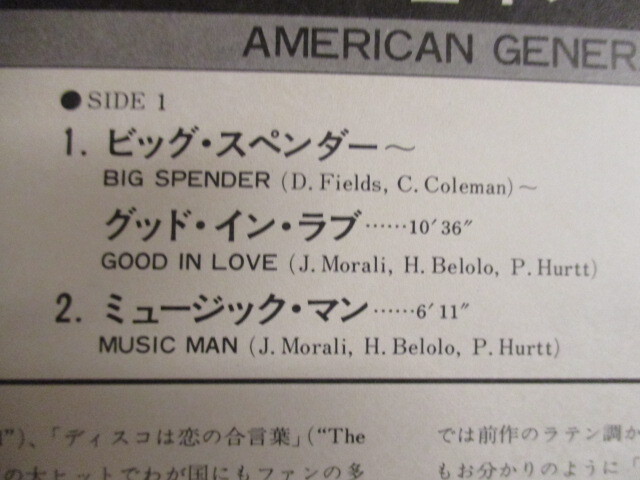 AMERICAN GENER
●SIDE 1
1. ビッグ・スペンダー～
BIG SPENDER (D. Fields, C. Coleman)～
グッド・イン・ラブ……10′36″
GOOD IN LOVE (J. Morali, H. Belolo, P. Hurtt)
2. ミュージック・マン……6′11″
MUSIC MAN (J. Morali, H. Belolo, P. Hurtt)
”)、「ディスコは恋の合言葉」(“The
の大ヒットでわが国にもファンの多
では前作のラテン調か
もお分かりのように「